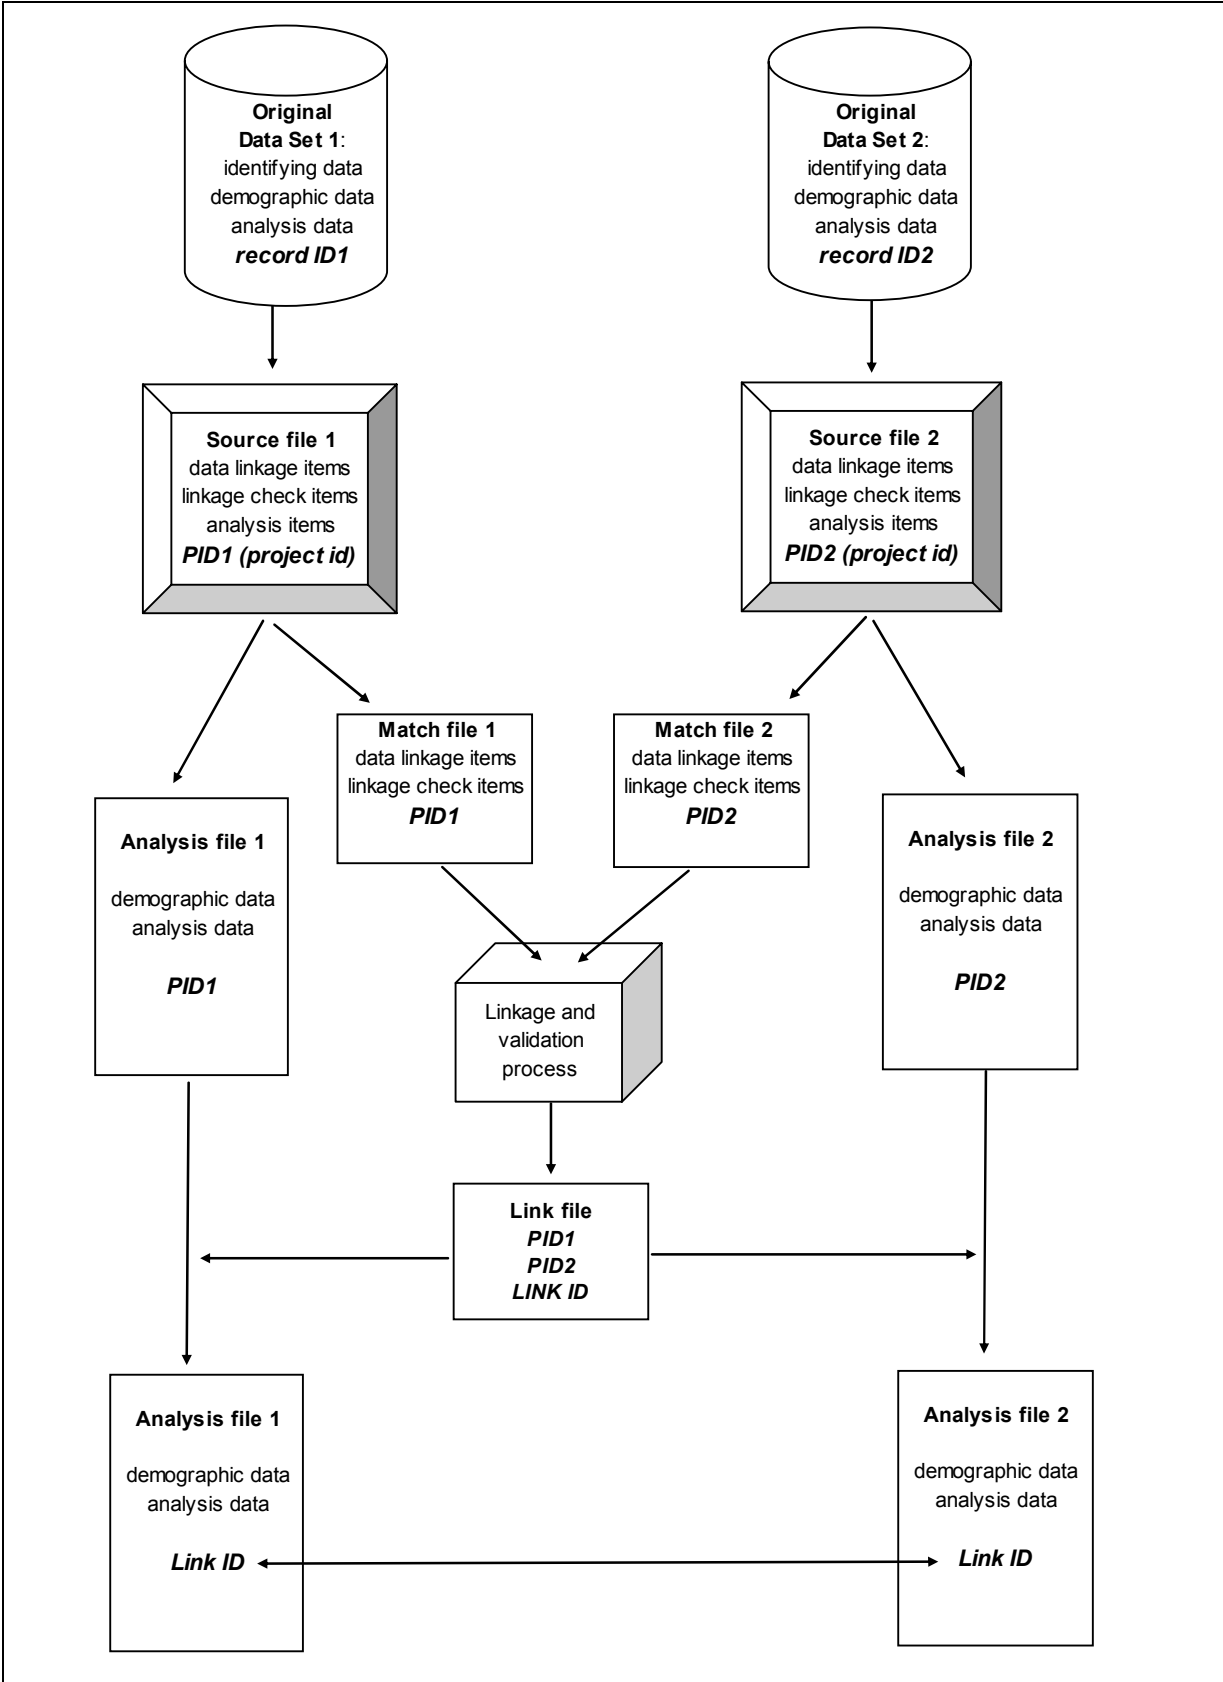 Original
Data Set 1:
identifying data
demographic data
analysis data
record ID1
Original
Data Set 2:
identifying data
demographic data
analysis data
record ID2
Source file 1
data linkage items
linkage check items
analysis items
PID1 (project id)
Source file 2
data linkage items
linkage check items
analysis items
PID2 (project id)
Match file 1
data linkage items
linkage check items
PID1
Match file 2
data linkage items
linkage check items
PID2
Analysis file 1
demographic data
analysis data
PID1
Analysis file 2
demographic data
analysis data
PID2
Linkage and
validation
process
Link file
PID1
PID2
LINK ID
Analysis file 1
demographic data
analysis data
Link ID
Analysis file 2
demographic data
analysis data
Link ID